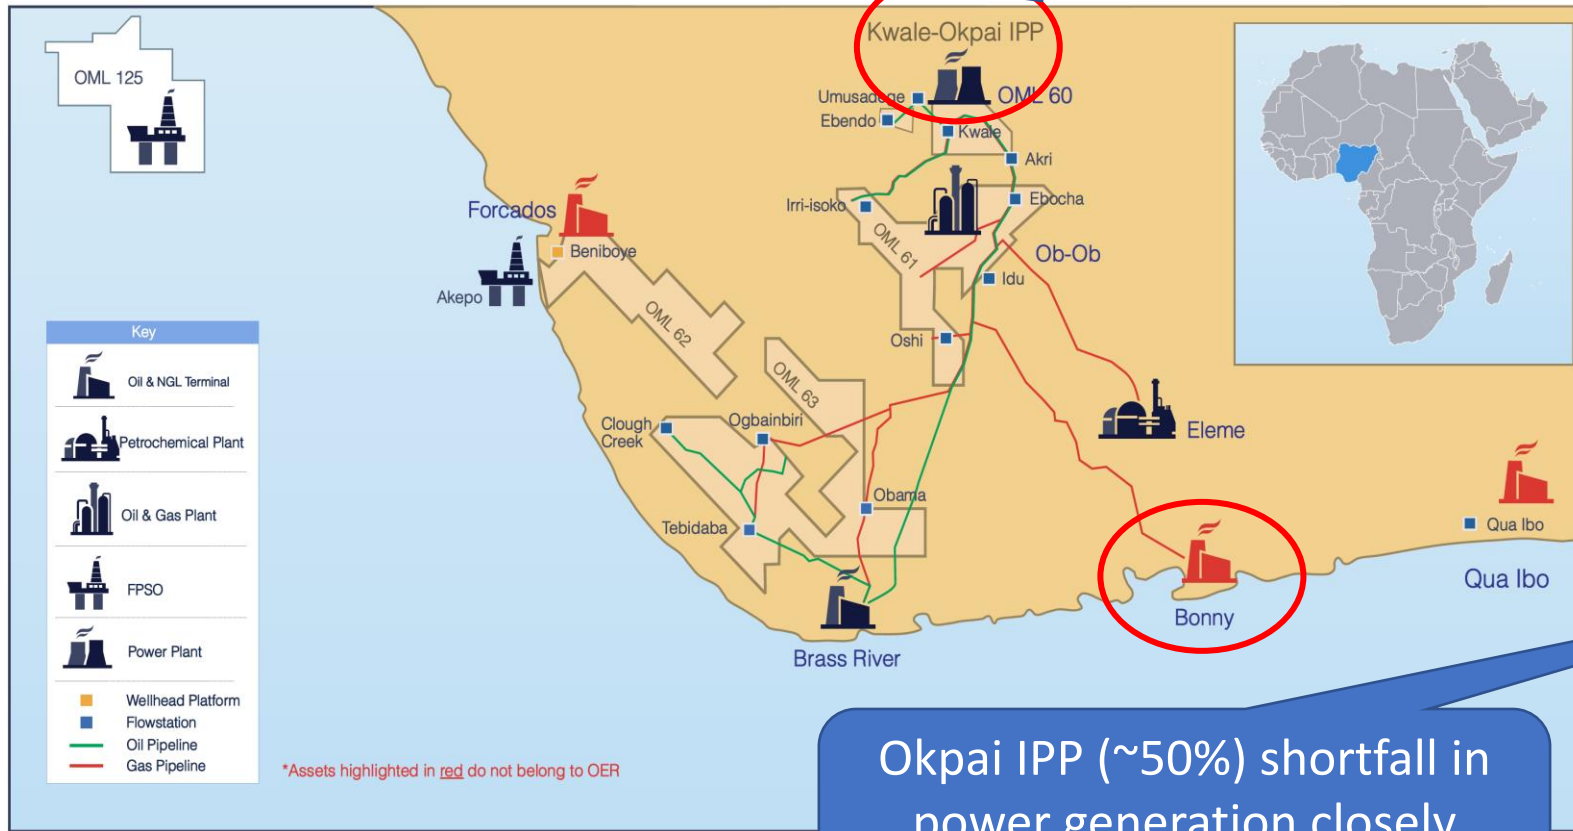 Kwale-Okpai IPP
OML 125
Umusadege
OML 60
Ebendo
Kwale
Akri
Irri-isoko
Ebocha
Forcados
OML 61
Beniboye
Ob-Ob
Idu
Akepo
OML 62
Oshi
Key
Oil & NGL Terminal
Petrochemical Plant
Oil & Gas Plant
FPSO
Power Plant
Wellhead Platform
Flowstation
Oil Pipeline
Gas Pipeline
OML 63
Clough
Creek
Ogbainbiri
Eleme
Obama
Tebidaba
Qua Ibo
Qua Ibo
Bonny
Brass River
*Assets highlighted in red do not belong to OER
Okpai IPP (~50%) shortfall in
power generation closely